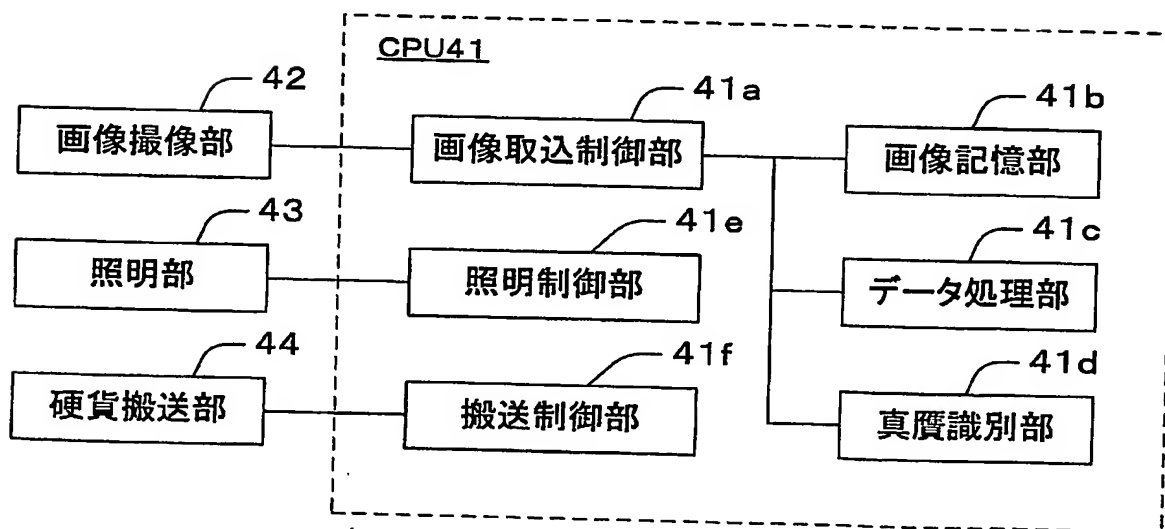 CPU41
42
画像撮像部
41a
画像取込制御部
41b
画像記憶部
43
照明部
41e
照明制御部
41c
データ処理部
44
硬貨搬送部
41f
搬送制御部
41d
真贋識別部